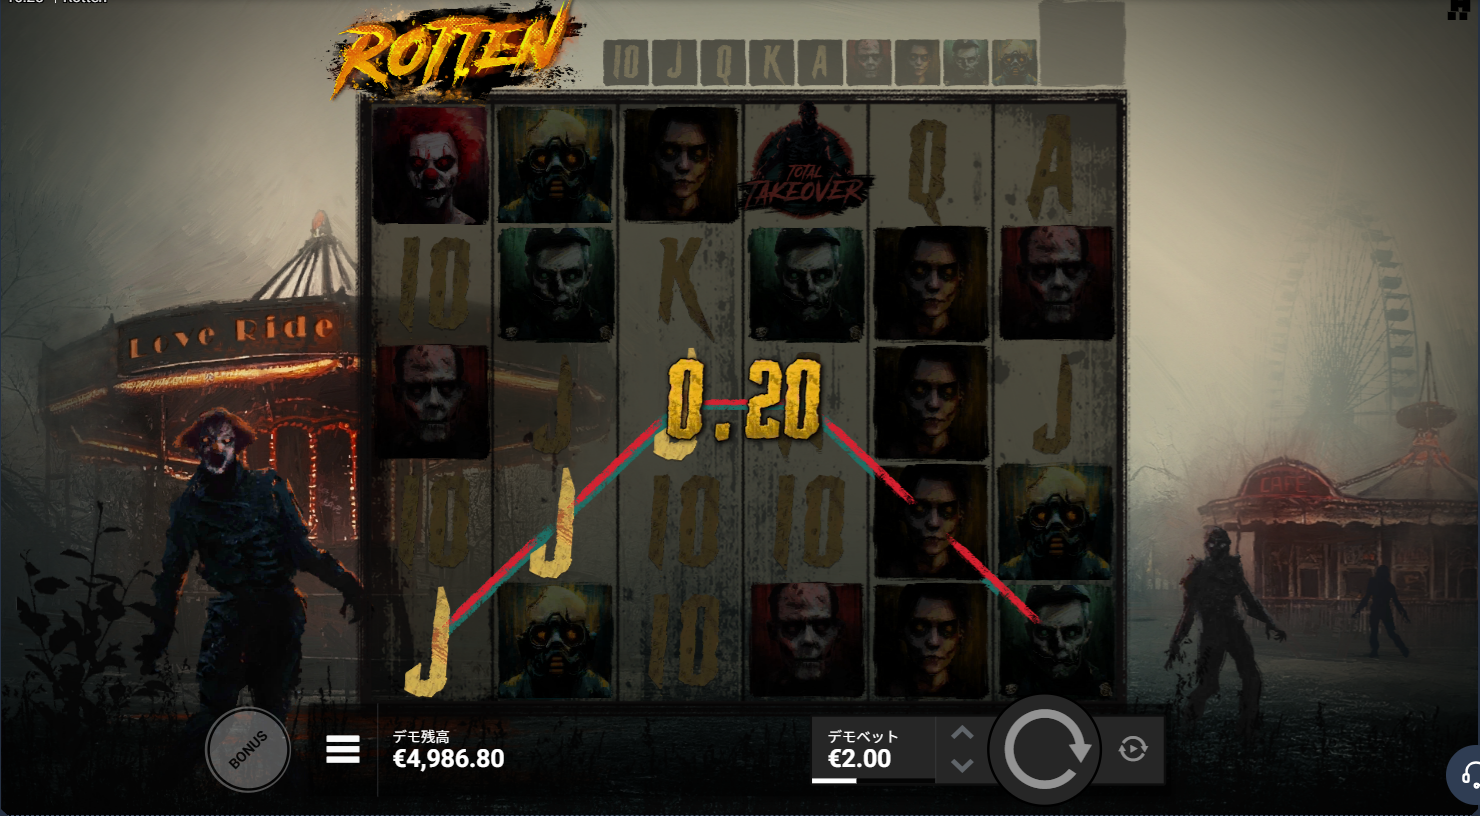 Rotten
ROTTEN
10 J Q K A
TOTAL
TAKEOVER
Q A
10 K
Love Ride
J 0.20 J
10 J 10 10
CAFE
J 10
BONUS
デモ残高
€4,986.80
デモベット
€2.00